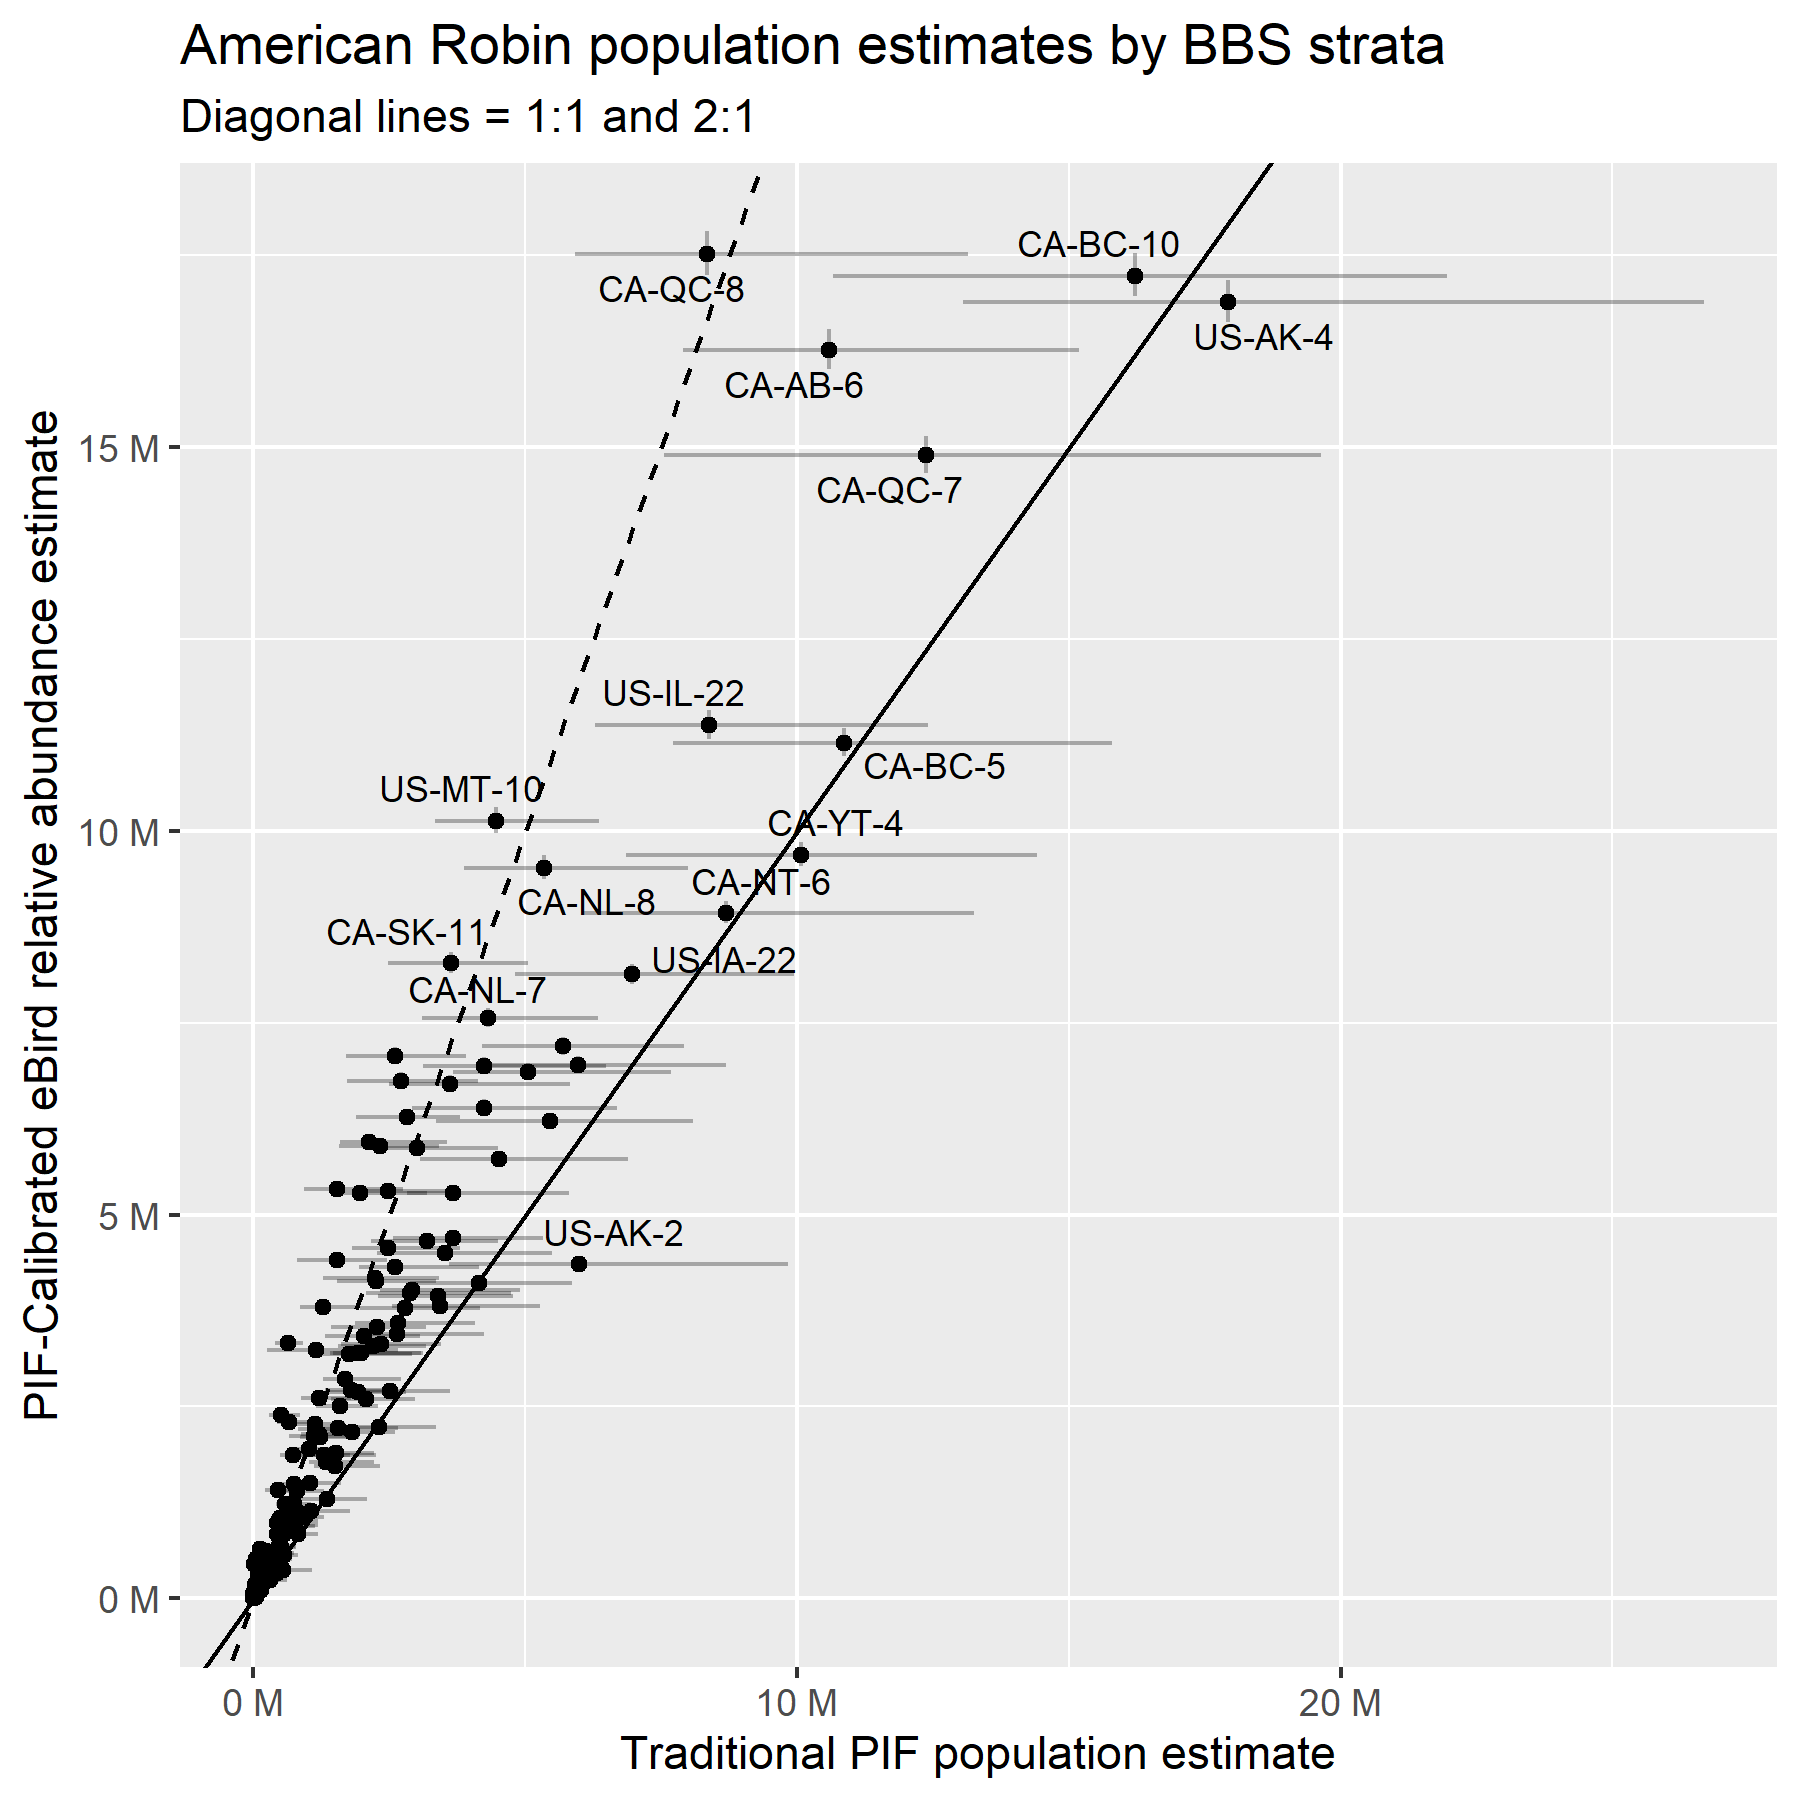 American Robin population estimates by BBS strata
Diagonal lines = 1:1 and 2:1
PIF-Calibrated eBird relative abundance estimate
15 M
10 M
5 M
0 M
CA-BC-10
CA-QC-8
US-AK-4
CA-AB-6
CA-QC-7
US-IL-22
CA-BC-5
US-MT-10
CA-YT-4
CA-NT-6
CA-NL-8
CA-SK-11
US-IA-22
CA-NL-7
US-AK-2
0 M
10 M
20 M
Traditional PIF population estimate